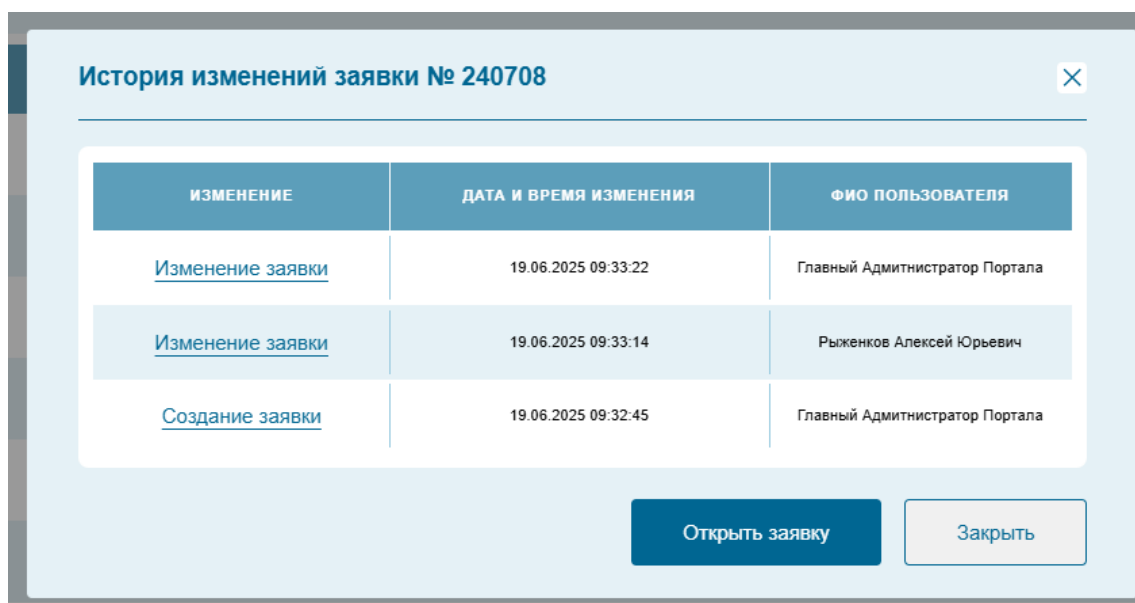 История изменений заявки № 240708
ИЗМЕНЕНИЕ ДАТА И ВРЕМЯ ИЗМЕНЕНИЯ ФИО ПОЛЬЗОВАТЕЛЯ
Изменение заявки 19.06.2025 09:33:22 Главный Адмитнистратор Портала
Изменение заявки 19.06.2025 09:33:14 Рыженков Алексей Юрьевич
Создание заявки 19.06.2025 09:32:45 Главный Адмитнистратор Портала
Открыть заявку Закрыть